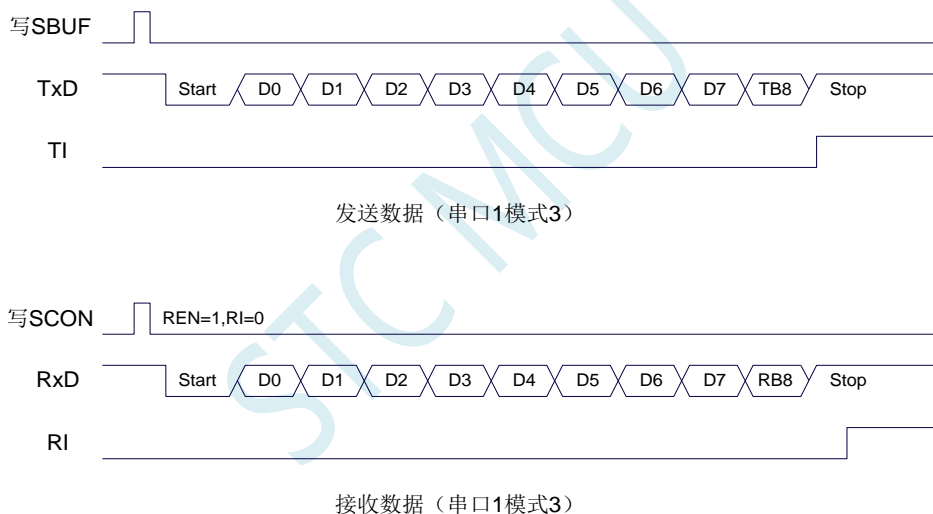 写SBUF
TxD Start D0 D1 D2 D3 D4 D5 D6 D7 TB8 Stop
TI
发送数据（串口1模式3）
写SCON REN=1,RI=0
RxD Start D0 D1 D2 D3 D4 D5 D6 D7 RB8 Stop
RI
接收数据（串口1模式3）
STC MCU